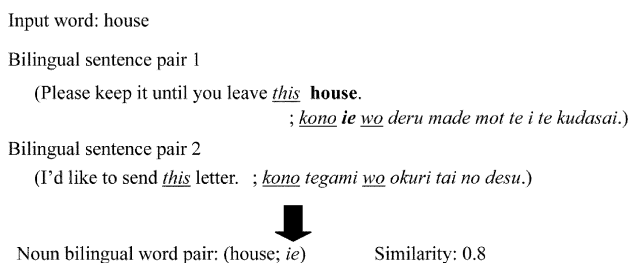 Input word: house
Bilingual sentence pair 1
(Please keep it until you leave this house.
; kono ie wo deru made mot te i te kudasai.)
Bilingual sentence pair 2
(I'd like to send this letter. ; kono tegami wo okuri tai no desu.)
Noun bilingual word pair: (house; ie) Similarity: 0.8